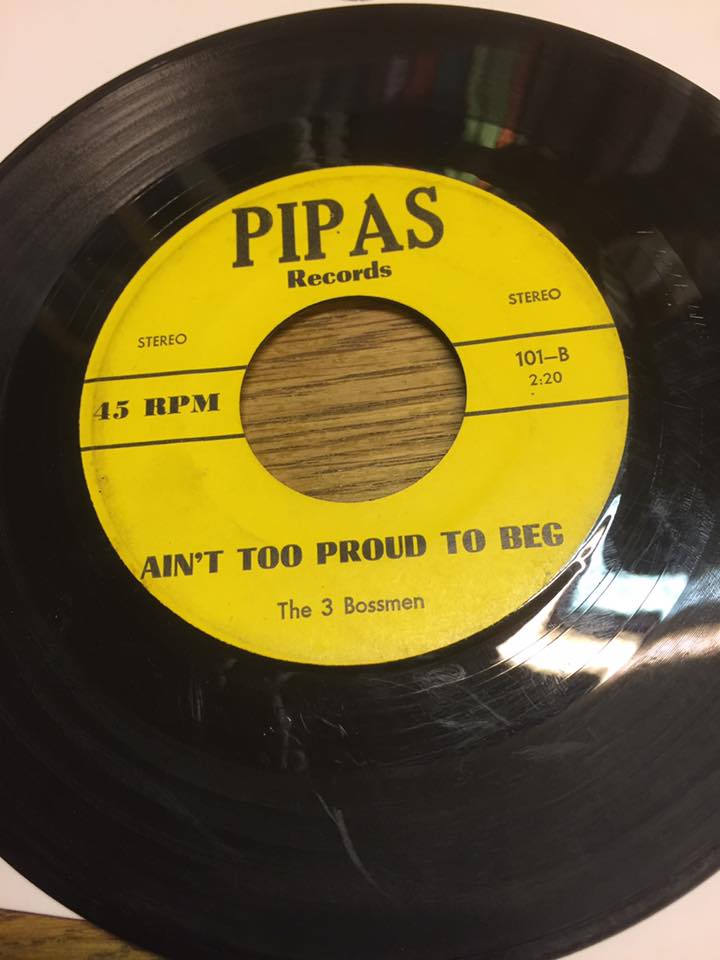 PIPAS
Records
STEREO
STEREO
45 RPM
101-B
2:20
AIN'T TOO PROUD TO BEG
The 3 Bossmen